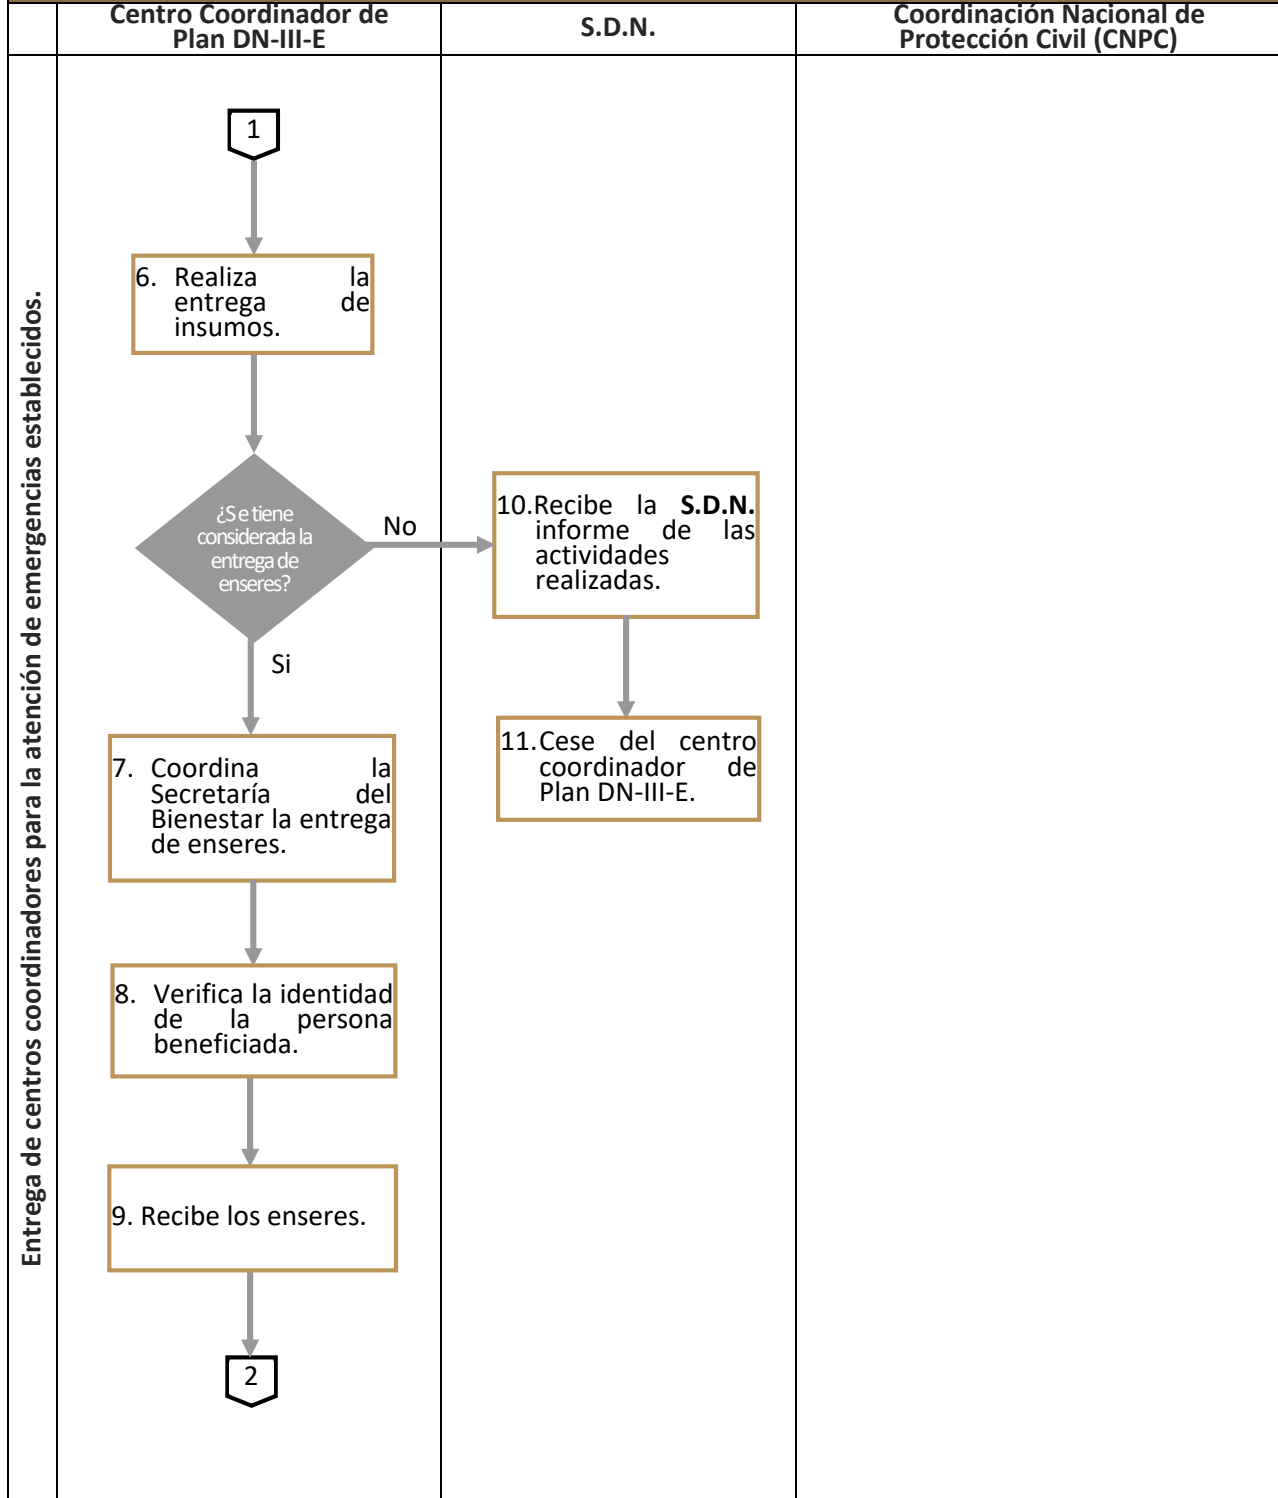 Centro Coordinador de
Plan DN-III-E
S.D.N.
Coordinación Nacional de
Protección Civil (CNPC)
Entrega de centros coordinadores para la atención de emergencias establecidos.
1
6. Realiza la
entrega de
insumos.
¿S e tiene
considerada la
entrega de
enseres?
No
Si
10.Recibe la S.D.N.
informe de las
actividades
realizadas.
11.Cese del centro
coordinador de
Plan DN-III-E.
7. Coordina la
Secretaría del
Bienestar la entrega
de enseres.
8. Verifica la identidad
de la persona
beneficiada.
9. Recibe los enseres.
2